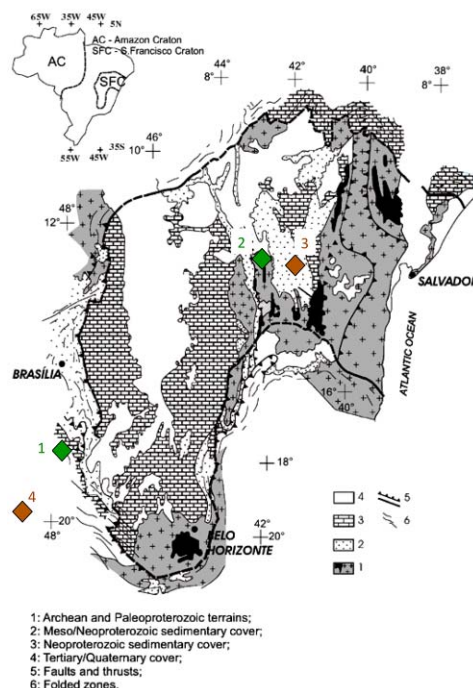 65W 35W 45W 5N
AC - Amazon Craton
SFC - S.Francisco Craton
AC
SFC
55W 45W 35S
44
8°
42
40
38
8°
46
10°
48
12°
2
3
SALVADOR
ATLANTIC OCEAN
BRASÍLIA
16°
40°
1
18°
4
20°
48°
BELO
HORIZONTE
42°
20°
4
5
3
6
2
1
1: Archean and Paleoproterozoic terrains;
2: Meso/Neoproterozoic sedimentary cover;
3: Neoproterozoic sedimentary cover;
4: Tertiary/Quaternary cover;
5: Faults and thrusts;
6: Folded zones.